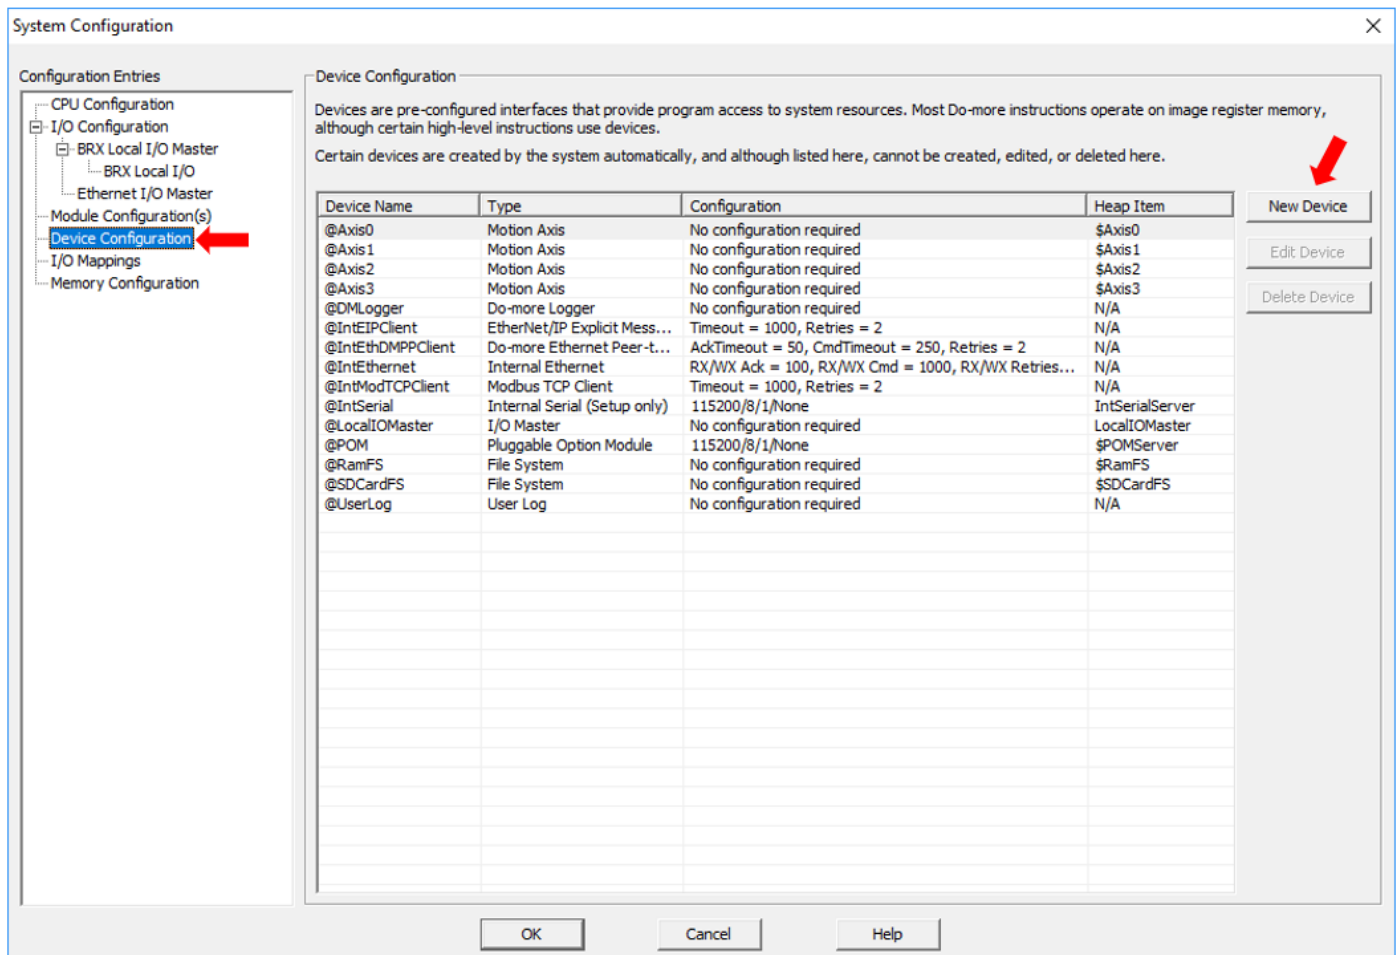 System Configuration
Configuration Entries
CPU Configuration
I/O Configuration
BRX Local I/O Master
BRX Local I/O
Ethernet I/O Master
Module Configuration(s)
Device Configuration
I/O Mappings
Memory Configuration
Device Configuration
Devices are pre-configured interfaces that provide program access to system resources. Most Do-more instructions operate on image register memory,
although certain high-level instructions use devices.
Certain devices are created by the system automatically, and although listed here, cannot be created, edited, or deleted here.
Device Name Type Configuration Heap Item
@Axis0 Motion Axis No configuration required $Axis0
@Axis1 Motion Axis No configuration required $Axis1
@Axis2 Motion Axis No configuration required $Axis2
@Axis3 Motion Axis No configuration required $Axis3
@DMLogger Do-more Logger No configuration required N/A
@IntEIPClient EtherNet/IP Explicit Mess... Timeout = 1000, Retries = 2 N/A
@IntEthDMPPClient Do-more Ethernet Peer-t... AckTimeout = 50, CmdTimeout = 250, Retries = 2 N/A
@IntEthernet Internal Ethernet RX/WX Ack = 100, RX/WX Cmd = 1000, RX/WX Retries... N/A
@IntModTCPClient Modbus TCP Client Timeout = 1000, Retries = 2 N/A
@IntSerial Internal Serial (Setup only) 115200/8/1/None IntSerialServer
@LocalIOMaster I/O Master No configuration required LocalIOMaster
@POM Pluggable Option Module 115200/8/1/None $POMServer
@RamFS File System No configuration required $RamFS
@SDCardFS File System No configuration required $SDCardFS
@UserLog User Log No configuration required N/A
New Device
Edit Device
Delete Device
OK Cancel Help